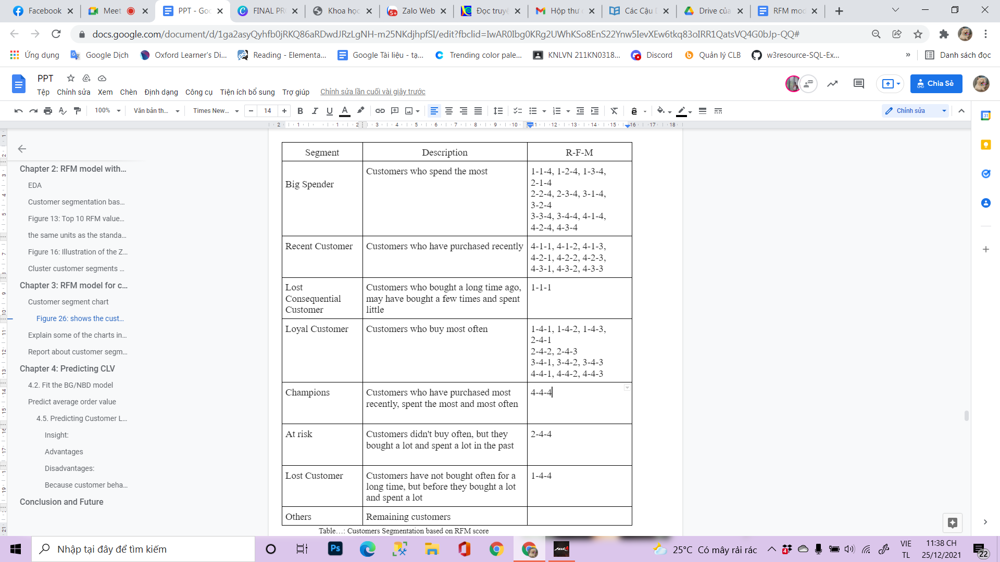 Facebook
Meet
PPT - Goo
FINAL PR
Khoa học
Zalo Web
Đọc truyệ
Hộp thư
Các Cậu
Drive của
RFM mod
docs.google.com/document/d/1ga2asyQyhfb0jRKQ86aRDwdJRzLgNH-m25NKdjhpfSI/edit?fbclid=IwAR0Ibg0KRg2UWhKSo8EnS22Ynw5IevXEw6tkq83oIRR1QatsVQ4G0bJp-QQ#
Ứng dụng
Google Dịch
Oxford Learner's Di...
Reading - Elementa...
Google Tài liệu - tạ...
Trending color pale...
KNLVN 211KN0318...
Discord
Quản lý CLB
w3resource-SQL-Ex...
»
Danh sách đọc
PPT
Chia Sẻ
Tệp Chỉnh sửa Xem Chèn Định dạng Công cụ Tiện ích bổ sung Trợ giúp Chỉnh sửa lần cuối vài giây trước
100% Văn bản th... Times New... 14 Chỉnh sửa
2 1 1 2 3 4 5 6 7 8 9 10 11 12 13 14 15 16 17 18
Chapter 2: RFM model with...
EDA
Customer segmentation bas...
Figure 13: Top 10 RFM value...
the same units as the standa...
Figure 16: Illustration of the Z...
Cluster customer segments ...
Chapter 3: RFM model for c...
Customer segment chart
Figure 26: shows the cust...
Explain some of the charts in...
Report about customer segm...
Chapter 4: Predicting CLV
4.2. Fit the BG/NBD model
Predict average order value
4.5. Predicting Customer L...
Insight:
Advantages
Disadvantages:
Because customer beha...
Conclusion and Future
Segment Description R-F-M
Big Spender
Customers who spend the most
1-1-4, 1-2-4, 1-3-4,
2-1-4
2-2-4, 2-3-4, 3-1-4,
3-2-4
3-3-4, 3-4-4, 4-1-4,
4-2-4, 4-3-4
Recent Customer
Customers who have purchased recently
4-1-1, 4-1-2, 4-1-3,
4-2-1, 4-2-2, 4-2-3,
4-3-1, 4-3-2, 4-3-3
Lost
Consequential
Customer
Customers who bought a long time ago,
may have bought a few times and spent
little
1-1-1
Loyal Customer
Customers who buy most often
1-4-1, 1-4-2, 1-4-3,
2-4-1
2-4-2, 2-4-3
3-4-1, 3-4-2, 3-4-3
4-4-1, 4-4-2, 4-4-3
Champions
Customers who have purchased most
recently, spent the most and most often
4-4-4
At risk
Customers didn't buy often, but they
bought a lot and spent a lot in the past
2-4-4
Lost Customer
Customers have not bought often for a
long time, but before they bought a lot
and spent a lot
1-4-4
Others
Remaining customers
Table…: Customers Segmentation based on RFM score
Nhập tại đây để tìm kiếm
25°C Có mây rải rác
VIE
TL
11:38 CH
25/12/2021
22